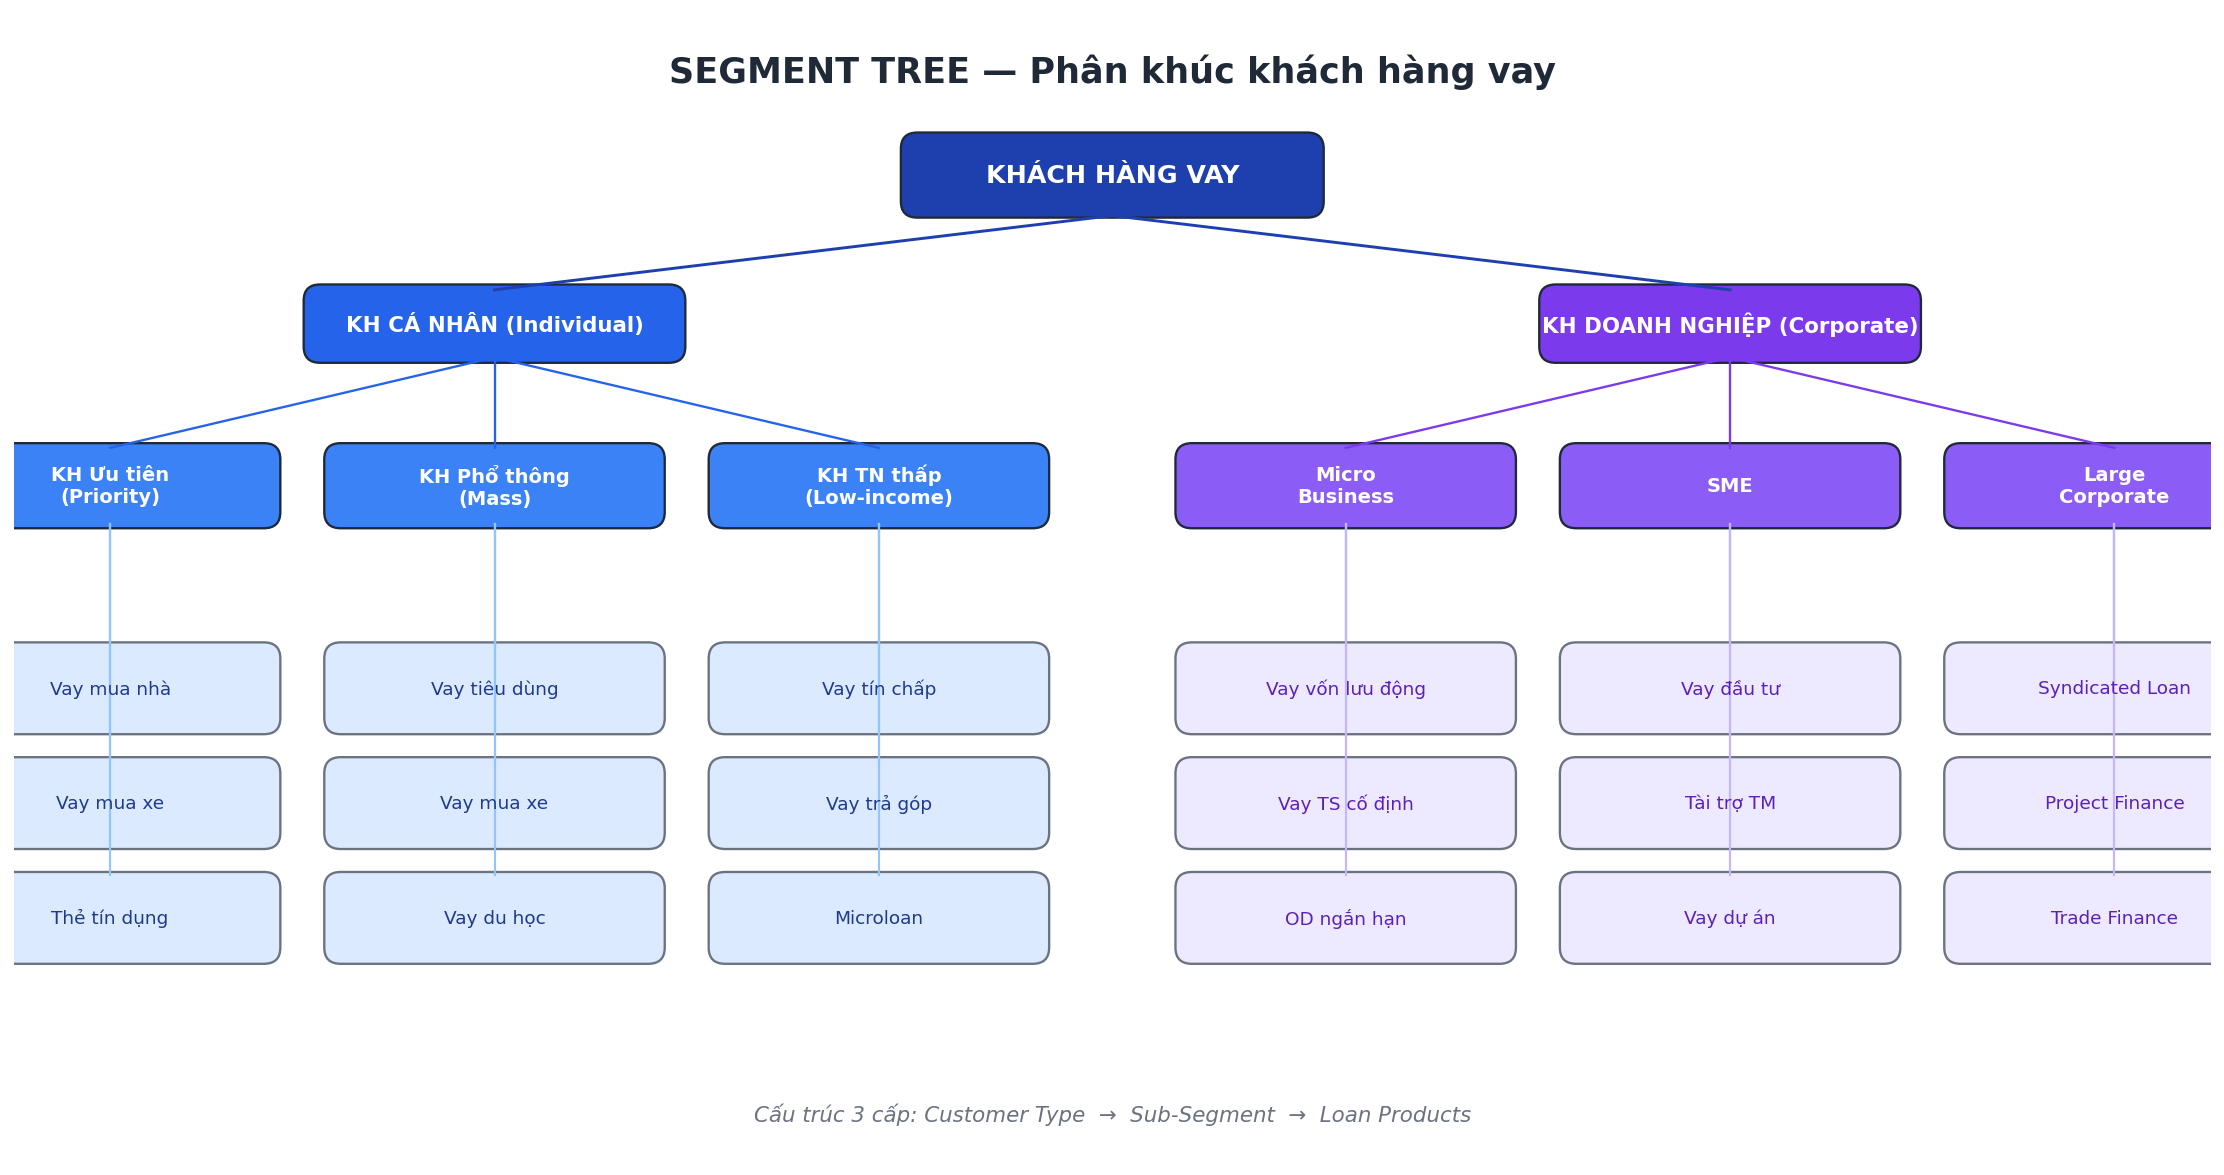 SEGMENT TREE — Phân khúc khách hàng vay
KHÁCH HÀNG VAY
KH CÁ NHÂN (Individual)
KH DOANH NGHIỆP (Corporate)
KH Ưu tiên
(Priority)
KH Phổ thông
(Mass)
KH TN thấp
(Low-income)
Micro
Business
SME
Large
Corporate
Vay mua nhà
Vay tiêu dùng
Vay tín chấp
Vay vốn lưu động
Vay đầu tư
Syndicated Loan
Vay mua xe
Vay mua xe
Vay trả góp
Vay TS cố định
Tài trợ TM
Project Finance
Thẻ tín dụng
Vay du học
Microloan
OD ngắn hạn
Vay dự án
Trade Finance
Cấu trúc 3 cấp: Customer Type → Sub-Segment → Loan Products